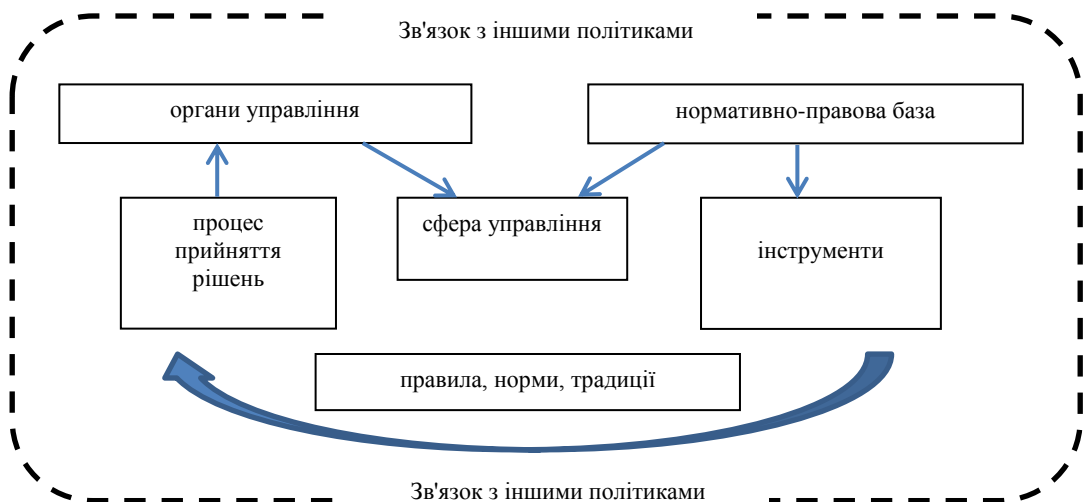 Зв'язок з іншими політиками
органи управління
нормативно-правова база
процес
прийняття
рішень
сфера управління
інструменти
правила, норми, традиції
Зв'язок з іншими політиками